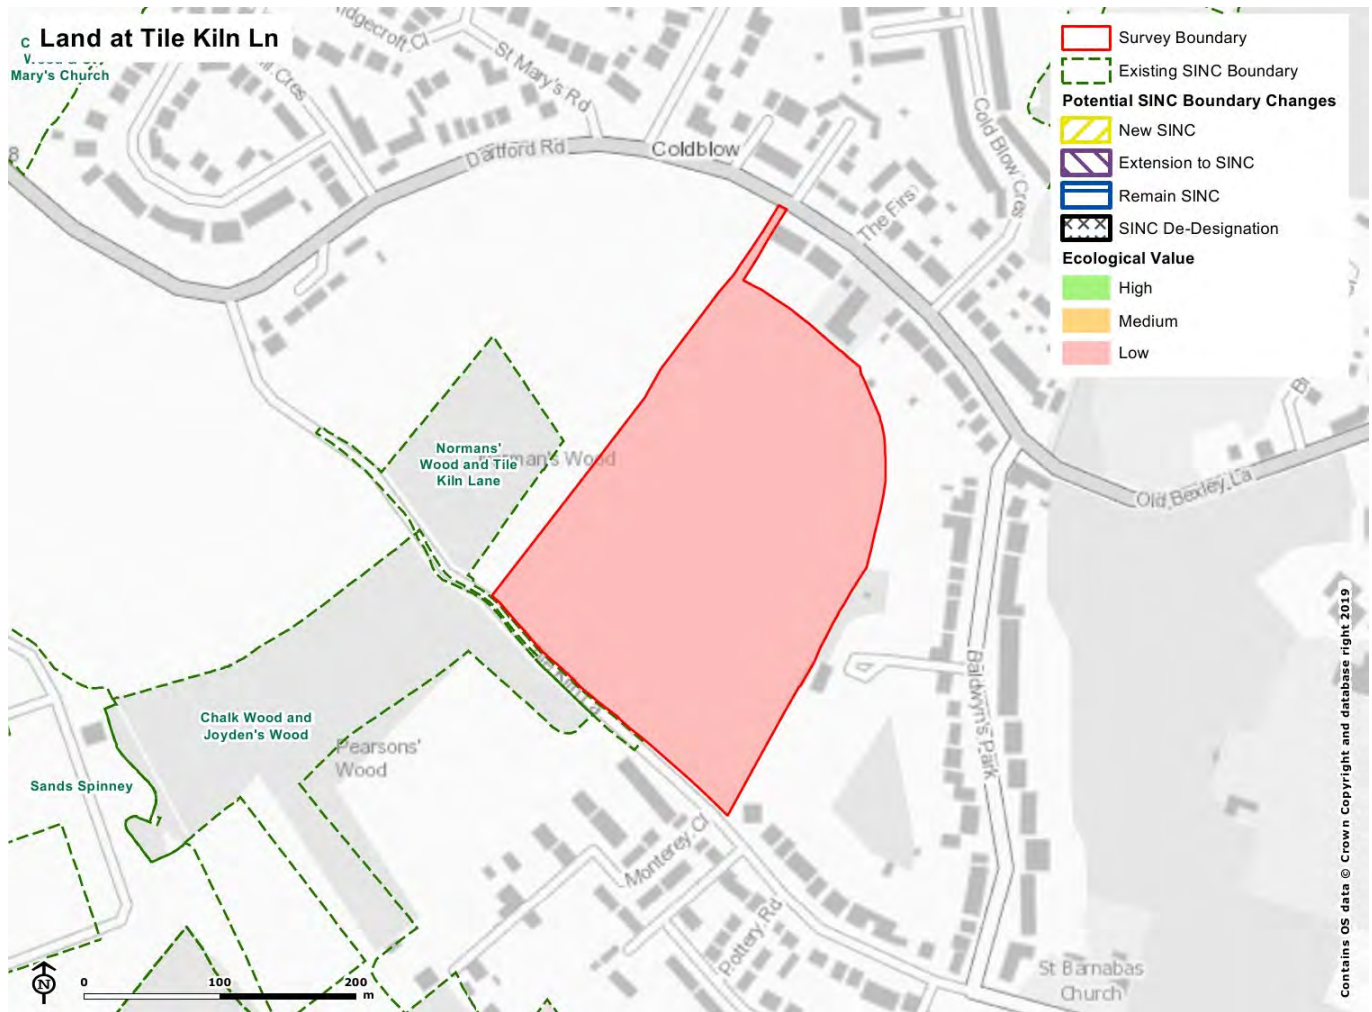 Land at Tile Kiln Ln
Mary's Church
St Mary's Rd
Dartford Rd
Coldblow
Cold Blow Cres
The Firs
Survey Boundary
Existing SINC Boundary
Potential SINC Boundary Changes
New SINC
Extension to SINC
Remain SINC
SINC De-Designation
Ecological Value
High
Medium
Low
Normans'
Wood and Tile
Kiln Lane
Wood
Old Bexley La
Baldwyn's Park
Chalk Wood and
Joyden's Wood
Pearsons'
Wood
Sands Spinney
Monterey Cl
Pottery Rd
St Barnabas
Church
N
0 100 200
m
Contains OS data © Crown Copyright and database right 2019